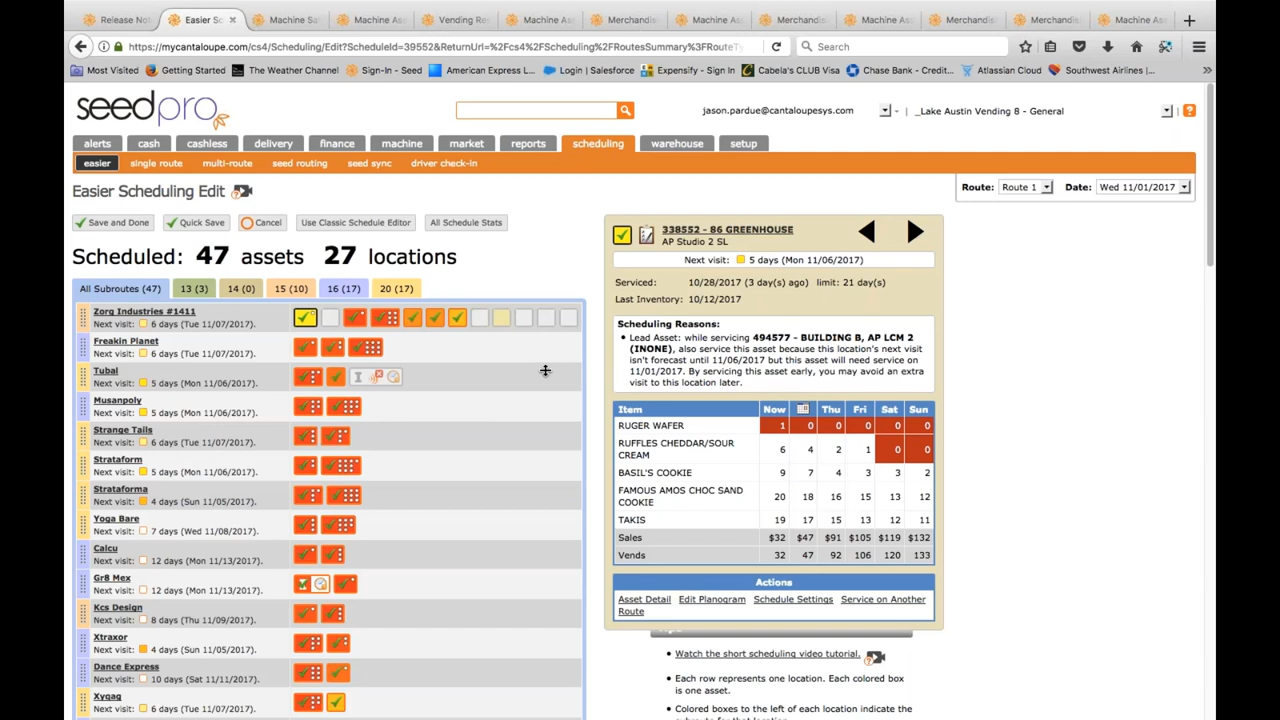 Release Not
Easier Sc
Machine Sa
Machine Ass
Vending Re
Machine Ass
Merchandis
Machine Ass
Merchandis
Machine Ass
Merchandis
Merchandis
Machine Ass
https://mycantaloupe.com/cs4/Scheduling/Edit?ScheduleId=39552&ReturnUrl=%2Fcs4%2FScheduling%2FRoutesSummary%3FRouteTy
Search
Most Visited
Getting Started
The Weather Channel
Sign-In - Seed
American Express L...
Login | Salesforce
Expensify - Sign In
Cabela's CLUB Visa
Chase Bank - Credit...
Atlassian Cloud
Southwest Airlines |...
seedpro
jason.pardue@cantaloupesys.com
_Lake Austin Vending 8 - General
alerts cash cashless delivery finance machine market reports scheduling warehouse setup
easier single route multi-route seed routing seed sync driver check-in
Easier Scheduling Edit
Route: Route 1 Date: Wed 11/01/2017
Save and Done Quick Save Cancel Use Classic Schedule Editor All Schedule Stats
Scheduled: 47 assets 27 locations
All Subroutes (47) 13 (3) 14 (0) 15 (10) 16 (17) 20 (17)
Zorg Industries #1411
Next visit: 6 days (Tue 11/07/2017).
Freakin Planet
Next visit: 6 days (Tue 11/07/2017).
Tubal
Next visit: 5 days (Mon 11/06/2017).
Musanpoly
Next visit: 5 days (Mon 11/06/2017).
Strange Tails
Next visit: 6 days (Tue 11/07/2017).
Strataform
Next visit: 5 days (Mon 11/06/2017).
Strataforma
Next visit: 4 days (Sun 11/05/2017).
Yoga Bare
Next visit: 7 days (Wed 11/08/2017).
Calcu
Next visit: 12 days (Mon 11/13/2017).
Gr8 Mex
Next visit: 12 days (Mon 11/13/2017).
Kcs Design
Next visit: 8 days (Thu 11/09/2017).
Xtraxor
Next visit: 4 days (Sun 11/05/2017).
Dance Express
Next visit: 10 days (Sat 11/11/2017).
Xyqag
Next visit: 6 days (Tue 11/07/2017).
338552 - 86 GREENHOUSE
AP Studio 2 SL
Next visit: 5 days (Mon 11/06/2017)
Serviced: 10/28/2017 (3 day(s) ago) limit: 21 day(s)
Last Inventory: 10/12/2017
Scheduling Reasons:
Lead Asset: while servicing 494577 - BUILDING B, AP LCM 2
(INONE), also service this asset because this location's next visit
isn't forecast until 11/06/2017 but this asset will need service on
11/01/2017. By servicing this asset early, you may avoid an extra
visit to this location later.
Item Now Thu Fri Sat Sun
RUGER WAFER 1 0 0 0 0 0
RUFFLES CHEDDAR/SOUR
CREAM 6 4 2 1 0 0
BASIL'S COOKIE 9 7 4 3 3 2
FAMOUS AMOS CHOC SAND
COOKIE 20 18 16 15 13 12
TAKIS 19 17 15 13 12 11
Sales $32 $47 $91 $105 $119 $132
Vends 32 47 92 106 120 133
Actions
Asset Detail Edit Planogram Schedule Settings Service on Another
Route
Watch the short scheduling video tutorial.
Each row represents one location. Each colored box
is one asset.
Colored boxes to the left of each location indicate the